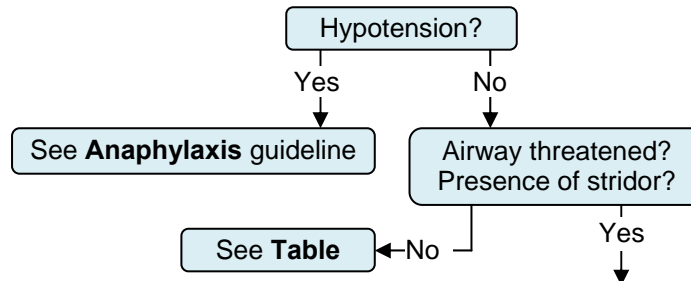 Hypotension?
Yes
No
See Anaphylaxis guideline
Airway threatened?
Presence of stridor?
See Table
No
Yes